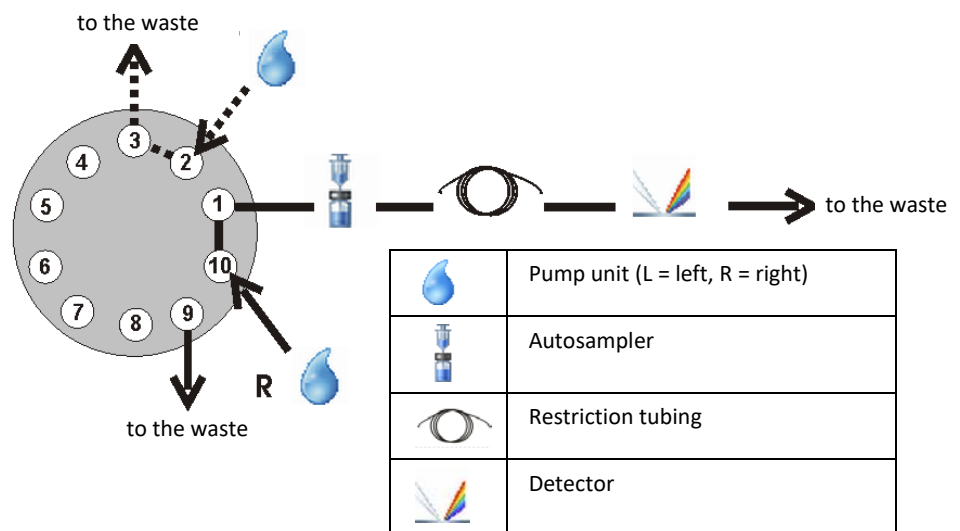 to the waste
3
2
4
1
to the waste
5
10
6
9
7
8
R
to the waste
Pump unit (L = left, R = right)
Autosampler
Restriction tubing
Detector